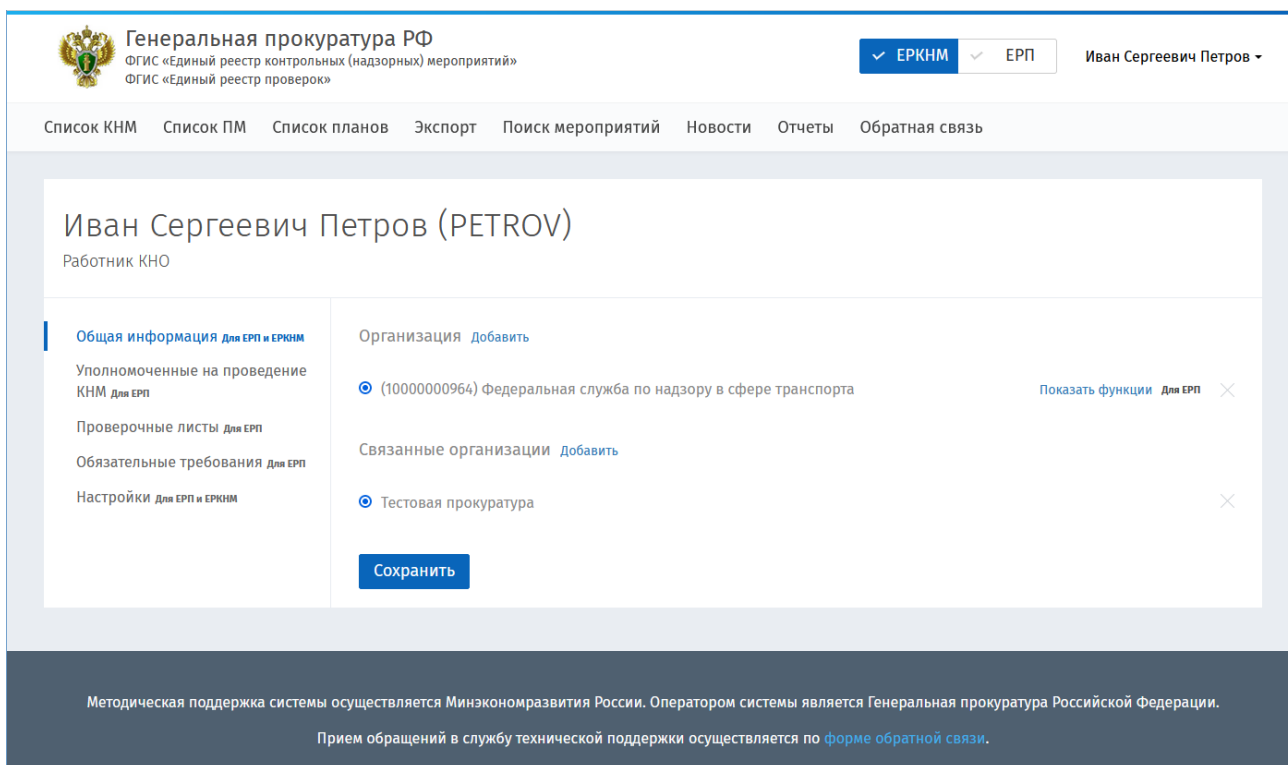 Генеральная прокуратура РФ
ФГИС «Единый реестр контрольных (надзорных) мероприятий»
ФГИС «Единый реестр проверок»
ЕРКНМ ЕРП
Иван Сергеевич Петров
Список КНМ Список ПМ Список планов Экспорт Поиск мероприятий Новости Отчеты Обратная связь
Иван Сергеевич Петров (PETROV)
Работник КНО
Общая информация Для ЕРП и ЕРКНМ
Уполномоченные на проведение
КНМ Для ЕРП
Проверочные листы Для ЕРП
Обязательные требования Для ЕРП
Настройки Для ЕРП и ЕРКНМ
Организация Добавить
(10000000964) Федеральная служба по надзору в сфере транспорта Показать функции Для ЕРП
Связанные организации Добавить
Тестовая прокуратура
Сохранить
Методическая поддержка системы осуществляется Минэкономразвития России. Оператором системы является Генеральная прокуратура Российской Федерации.
Прием обращений в службу технической поддержки осуществляется по форме обратной связи.